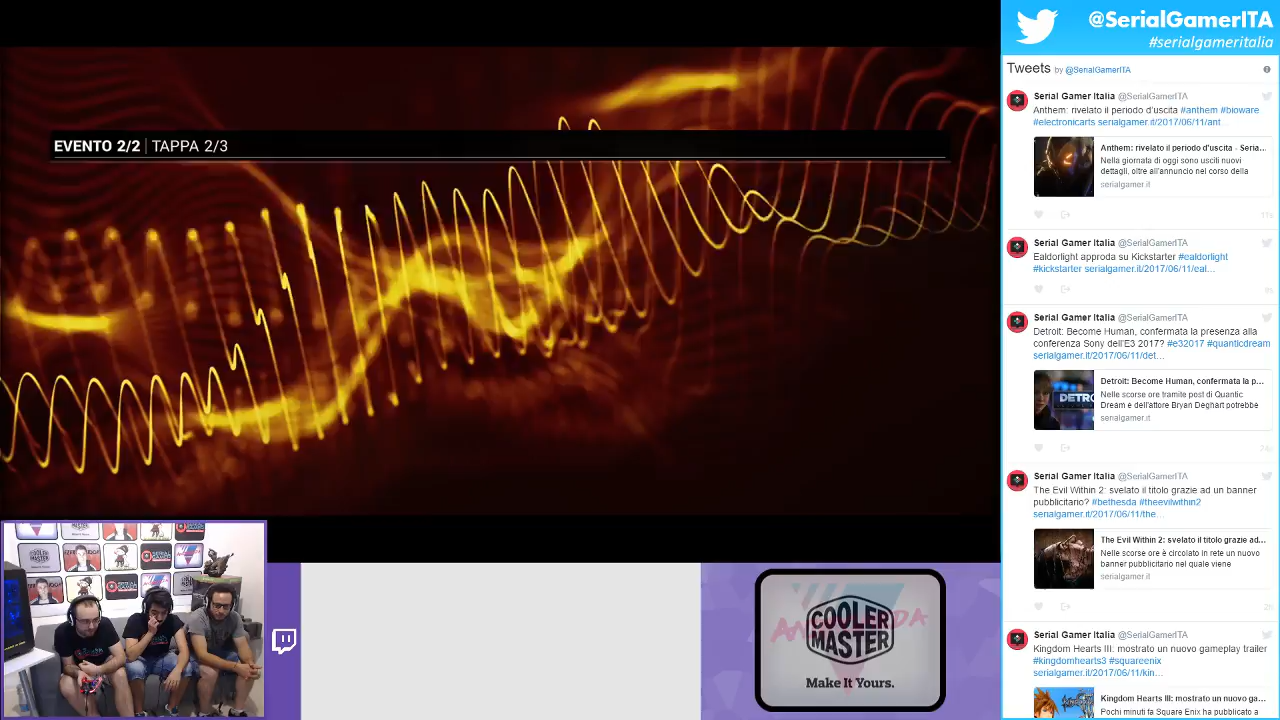 EVENTO 2/2 | TAPPA 2/3
COOLER
MASTER
Make It Yours.
@SerialGamerITA
#serialgameritalia
Tweets by @SerialGamerITA
Serial Gamer Italia @SerialGamerITA
Anthem: rivelato il periodo d'uscita #anthem #bioware
#electronicarts serialgamer.it/2017/06/11/ant…
Anthem: rivelato il periodo d'uscita - Seria...
Nella giornata di oggi sono usciti nuovi
dettagli, oltre all'annuncio nel corso della
serialgamer.it
11s
Serial Gamer Italia @SerialGamerITA
Ealdorlight approda su Kickstarter #ealdorlight
#kickstarter serialgamer.it/2017/06/11/eal…
Serial Gamer Italia @SerialGamerITA
Detroit: Become Human, confermata la presenza alla
conferenza Sony dell'E3 2017? #e32017 #quanticdream
serialgamer.it/2017/06/11/det…
Detroit: Become Human, confermata la p...
Nelle scorse ore tramite post di Quantic
Dream e dell'attore Bryan Deghart potrebbe
serialgamer.it
Serial Gamer Italia @SerialGamerITA
The Evil Within 2: svelato il titolo grazie ad un banner
pubblicitario? #bethesda #theevilwithin2
serialgamer.it/2017/06/11/the…
The Evil Within 2: svelato il titolo grazie ad...
Nelle scorse ore è circolato in rete un nuovo
banner pubblicitario nel quale viene
serialgamer.it
Serial Gamer Italia @SerialGamerITA
Kingdom Hearts III: mostrato un nuovo gameplay trailer
#kingdomhearts3 #squareenix
serialgamer.it/2017/06/11/kin…
Kingdom Hearts III: mostrato un nuovo ga...
Pochi minuti fa Square Enix ha pubblicato a